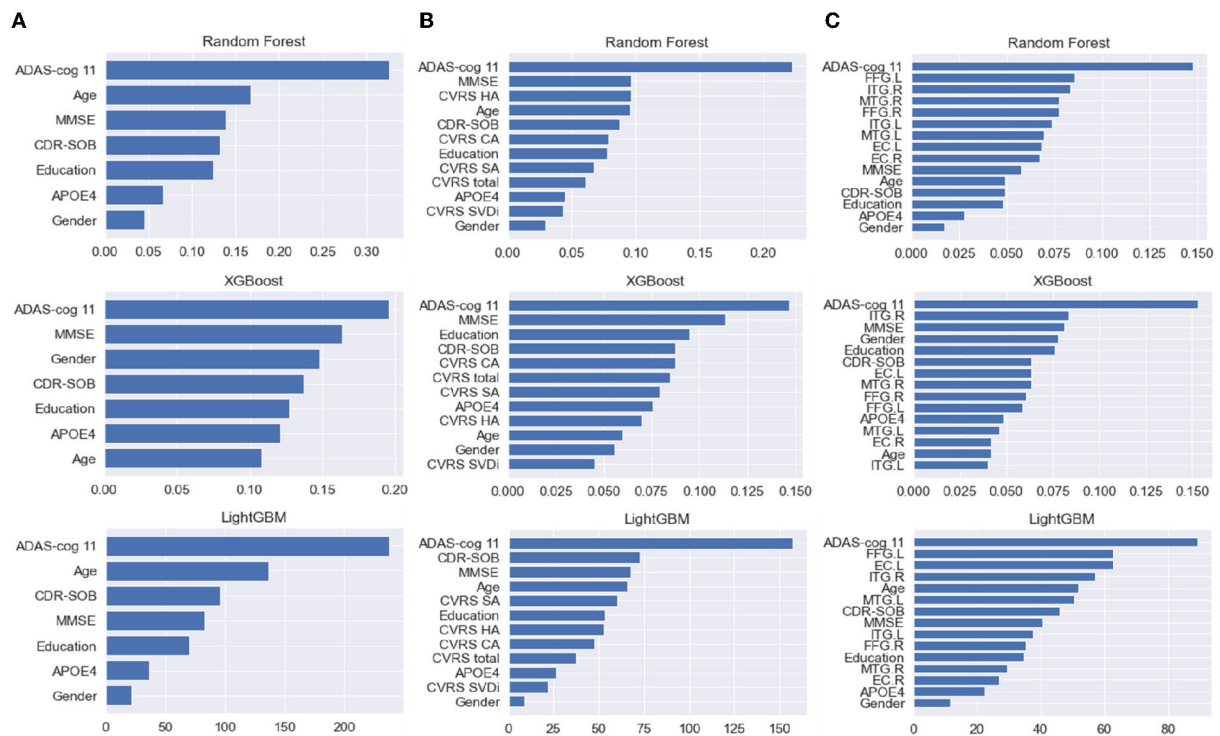 A
Random Forest
ADAS-cog 11
Age
MMSE
CDR-SOB
Education
APOE4
Gender
0.00 0.05 0.10 0.15 0.20 0.25 0.30
XGBoost
ADAS-cog 11
MMSE
Gender
CDR-SOB
Education
APOE4
Age
0.00 0.05 0.10 0.15 0.20
LightGBM
ADAS-cog 11
Age
CDR-SOB
MMSE
Education
APOE4
Gender
0 50 100 150 200
B
Random Forest
ADAS-cog 11
MMSE
CVRS HA
Age
CDR-SOB
CVRS CA
Education
CVRS SA
CVRS total
APOE4
CVRS SVDi
Gender
0.00 0.05 0.10 0.15 0.20
XGBoost
ADAS-cog 11
MMSE
Education
CDR-SOB
CVRS CA
CVRS total
CVRS SA
APOE4
CVRS HA
Age
Gender
CVRS SVDi
0.000 0.025 0.050 0.075 0.100 0.125 0.150
LightGBM
ADAS-cog 11
CDR-SOB
MMSE
Age
CVRS SA
Education
CVRS HA
CVRS CA
CVRS total
APOE4
CVRS SVDi
Gender
0 25 50 75 100 125 150
C
Random Forest
ADAS-cog 11
FFG.L
ITG.R
MTG.R
FFG.R
ITG.L
MTG.L
EC.L
EC.R
MMSE
Age
CDR-SOB
Education
APOE4
Gender
0.000 0.025 0.050 0.075 0.100 0.125 0.150
XGBoost
ADAS-cog 11
ITG.R
MMSE
Gender
Education
CDR-SOB
EC.L
MTG.R
FFG.R
FFG.L
APOE4
MTG.L
EC.R
Age
ITG.L
0.000 0.025 0.050 0.075 0.100 0.125 0.150
LightGBM
ADAS-cog 11
FFG.L
EC.L
ITG.R
Age
MTG.L
CDR-SOB
MMSE
ITG.L
FFG.R
Education
MTG.R
EC.R
APOE4
Gender
0 20 40 60 80